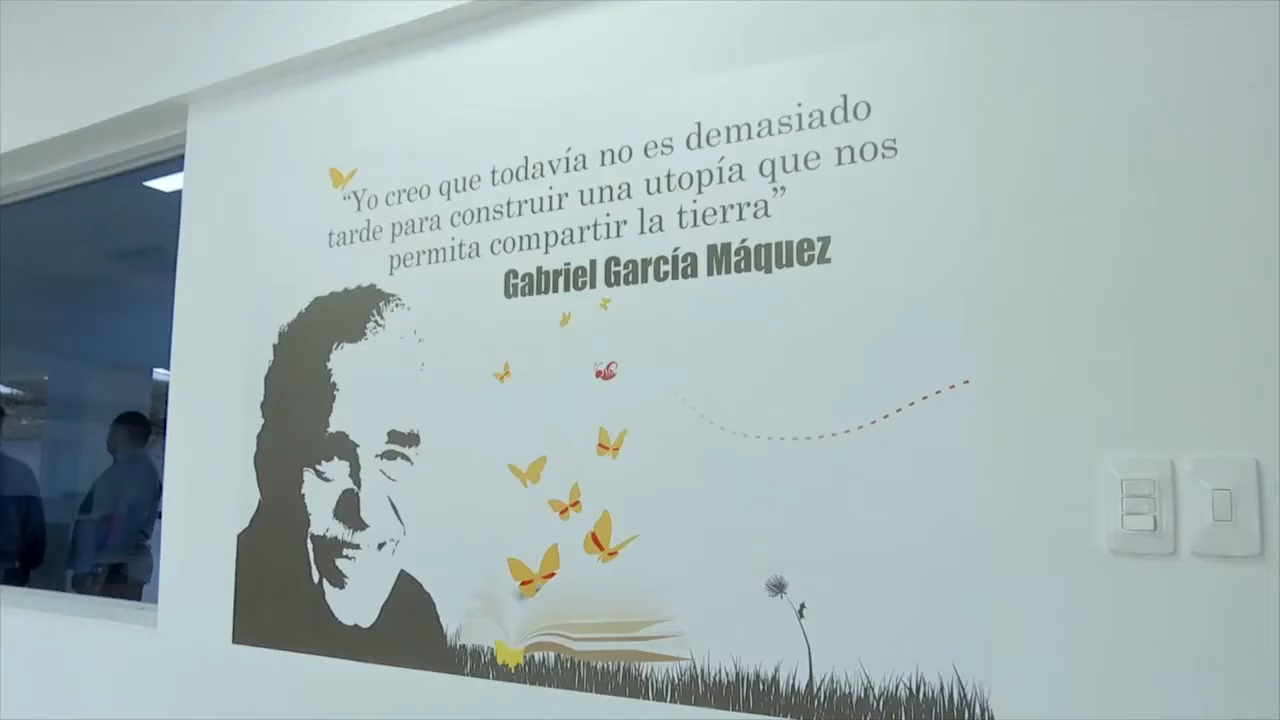 “Yo creo que todavía no es demasiado
tarde para construir una utopía que nos
permita compartir la tierra”
Gabriel García Máquez